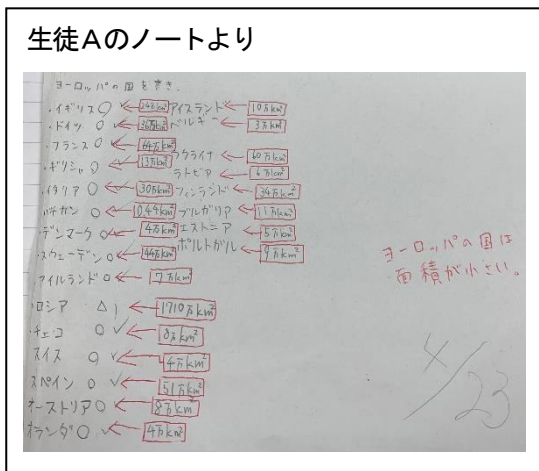 生徒Aのノートより
ヨーロッパの国を書き.
・イギリス〇 ✓ ← 24万km² アイスランド ← 10万km²
・ドイツ 〇 ✓ ← 36万km² ベルギー ← 3万km²
・フランス 〇 ← 64万km²
ウクライナ ← 60万km²
・ギリシャ〇 ← 13万km²
ラトビア ← 6万km²
・イタリア 〇 ← 30万km² フィンランド ← 34万km²
・バチカン 〇 ← 0.44km² ブルガリア ← 11万km²
・デンマーク〇 ← 4万km² エストニア ← 5万km²
・スウェーデン〇 ← 44万km² ポルトガル ← 9万km²
・アイルランド〇 ← 7万km²
ヨーロッパの国は
面積が小さい。
・ロシア △ ← 1710万km²
・チェコ 〇 ✓ ← 8万km²
スイス 〇 ✓ ← 4万km²
スペイン 〇 ✓ ← 51万km²
オーストリア〇 ← 8万km²
オランダ〇 ✓ ← 4万km²
4/23